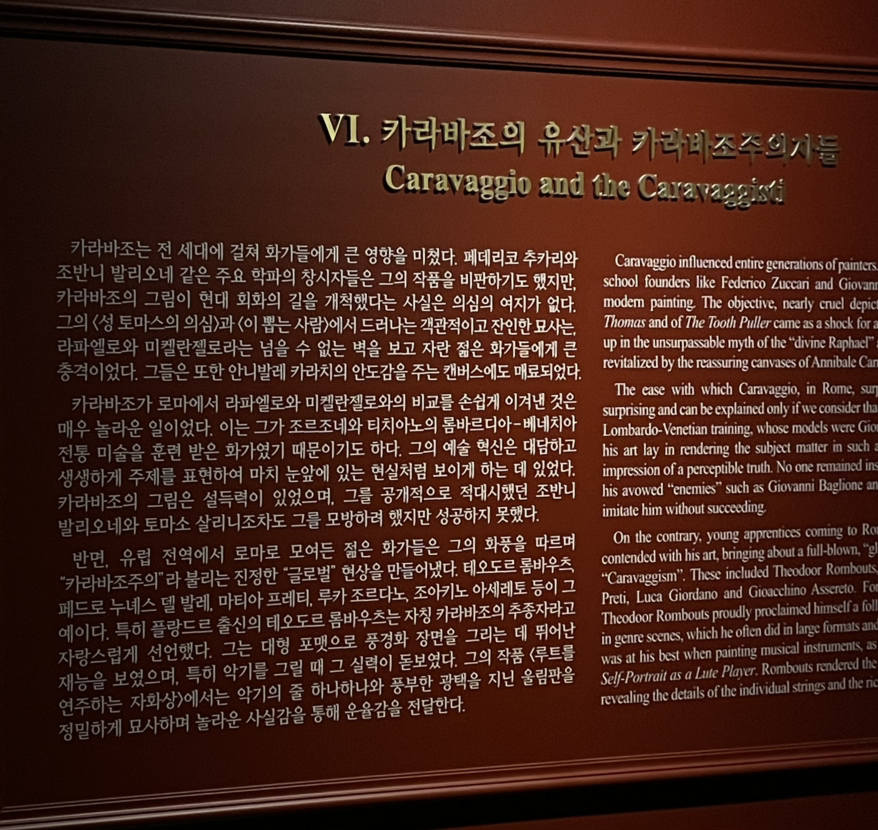 VI. 카라바조의 유산과 카라바조주의자들
Caravaggio and the Caravaggisti
카라바조는 전 세대에 걸쳐 화가들에게 큰 영향을 미쳤다. 페데리코 추카리와
조반니 발리오네 같은 주요 학파의 창시자들은 그의 작품을 비판하기도 했지만,
카라바조의 그림이 현대 회화의 길을 개척했다는 사실은 의심의 여지가 없다.
그의 〈성 토마스의 의심〉과 〈이 뽑는 사람〉에서 드러나는 객관적이고 잔인한 묘사는,
라파엘로와 미켈란젤로라는 넘을 수 없는 벽을 보고 자란 젊은 화가들에게 큰
충격이었다. 그들은 또한 안니발레 카라치의 안도감을 주는 캔버스에도 매료되었다.
카라바조가 로마에서 라파엘로와 미켈란젤로와의 비교를 손쉽게 이겨낸 것은
매우 놀라운 일이었다. 이는 그가 조르조네와 티치아노의 롬바르디아-베네치아
전통 미술을 훈련 받은 화가였기 때문이기도 하다. 그의 예술 혁신은 대담하고
생생하게 주제를 표현하여 마치 눈앞에 있는 현실처럼 보이게 하는 데 있었다.
카라바조의 그림은 설득력이 있었으며, 그를 공개적으로 적대시했던 조반니
발리오네와 토마소 살리니조차도 그를 모방하려 했지만 성공하지 못했다.
반면, 유럽 전역에서 로마로 모여든 젊은 화가들은 그의 화풍을 따르며
“카라바조주의”라 불리는 진정한 “글로벌” 현상을 만들어냈다. 테오도르 롬바우츠,
페드로 누녜스 델 발레, 마티아 프레티, 루카 조르다노, 조아키노 아세레토 등이 그
예이다. 특히 플랑드르 출신의 테오도르 롬바우츠는 자칭 카라바조의 추종자라고
자랑스럽게 선언했다. 그는 대형 포맷으로 풍경화 장면을 그리는 데 뛰어난
재능을 보였으며, 특히 악기를 그릴 때 그 실력이 돋보였다. 그의 작품 〈루트를
연주하는 자화상〉에서는 악기의 줄 하나하나와 풍부한 광택을 지닌 울림판을
정밀하게 묘사하며 놀라운 사실감을 통해 운율감을 전달한다.
Caravaggio influenced entire generations of painters.
school founders like Federico Zuccari and
modern painting. The objective, nearly cruel
Thomas and of The Tooth Puller came as a shock for
up in the unsurpassable myth of the “divine Raphael”
revitalized by the reassuring canvases of Annibale
The ease with which Caravaggio, in Rome,
surprising and can be explained only if we consider
Lombardo-Venetian training, whose models were
his art lay in rendering the subject matter in such
impression of a perceptible truth. No one remained
his avowed “enemies” such as Giovanni Baglione
imitate him without succeeding.
On the contrary, young apprentices coming to
contended with his art, bringing about a full-blown,
“Caravaggism”. These included Theodoor Rombouts,
Preti, Luca Giordano and Gioacchino Assereto.
Theodoor Rombouts proudly proclaimed himself a
in genre scenes, which he often did in large formats and
was at his best when painting musical instruments, as
Self-Portrait as a Lute Player. Rombouts rendered the
revealing the details of the individual strings and the